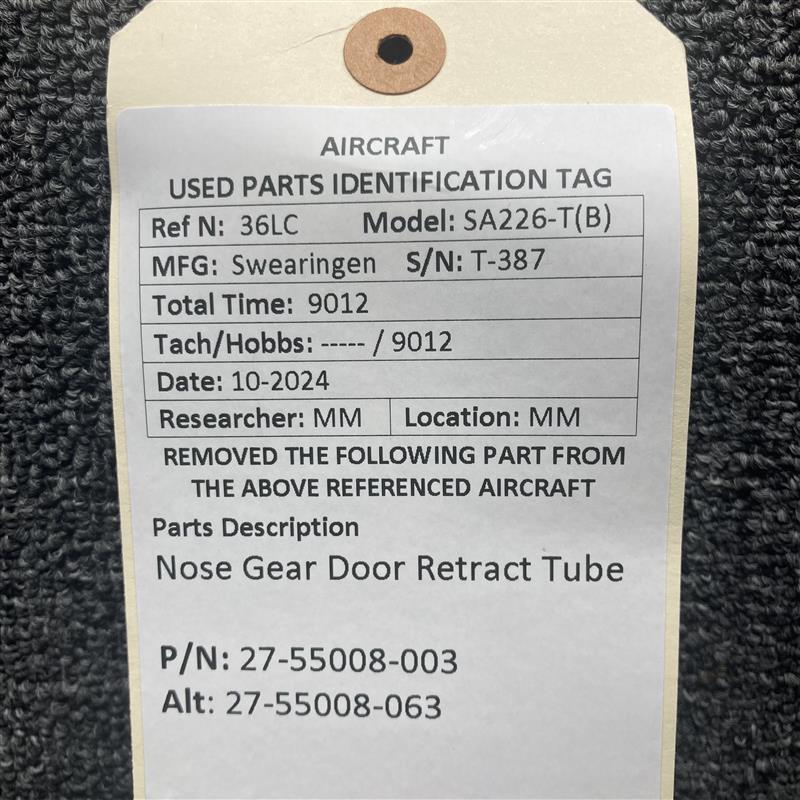 AIRCRAFT
USED PARTS IDENTIFICATION TAG
Ref N: 36LC Model: SA226-T(B)
MFG: Swearingen S/N: T-387
Total Time: 9012
Tach/Hobbs: ----- / 9012
Date: 10-2024
Researcher: MM Location: MM
REMOVED THE FOLLOWING PART FROM
THE ABOVE REFERENCED AIRCRAFT
Parts Description
Nose Gear Door Retract Tube
P/N: 27-55008-003
Alt: 27-55008-063